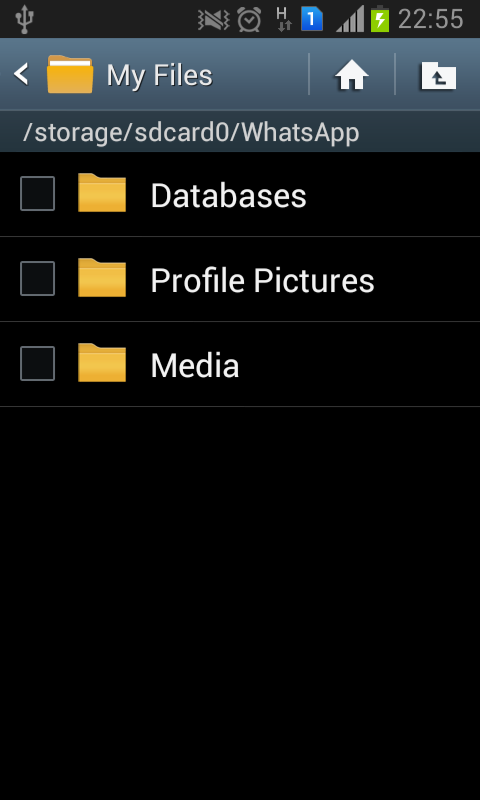 H 1 22:55
My Files
/storage/sdcard0/WhatsApp
Databases
Profile Pictures
Media